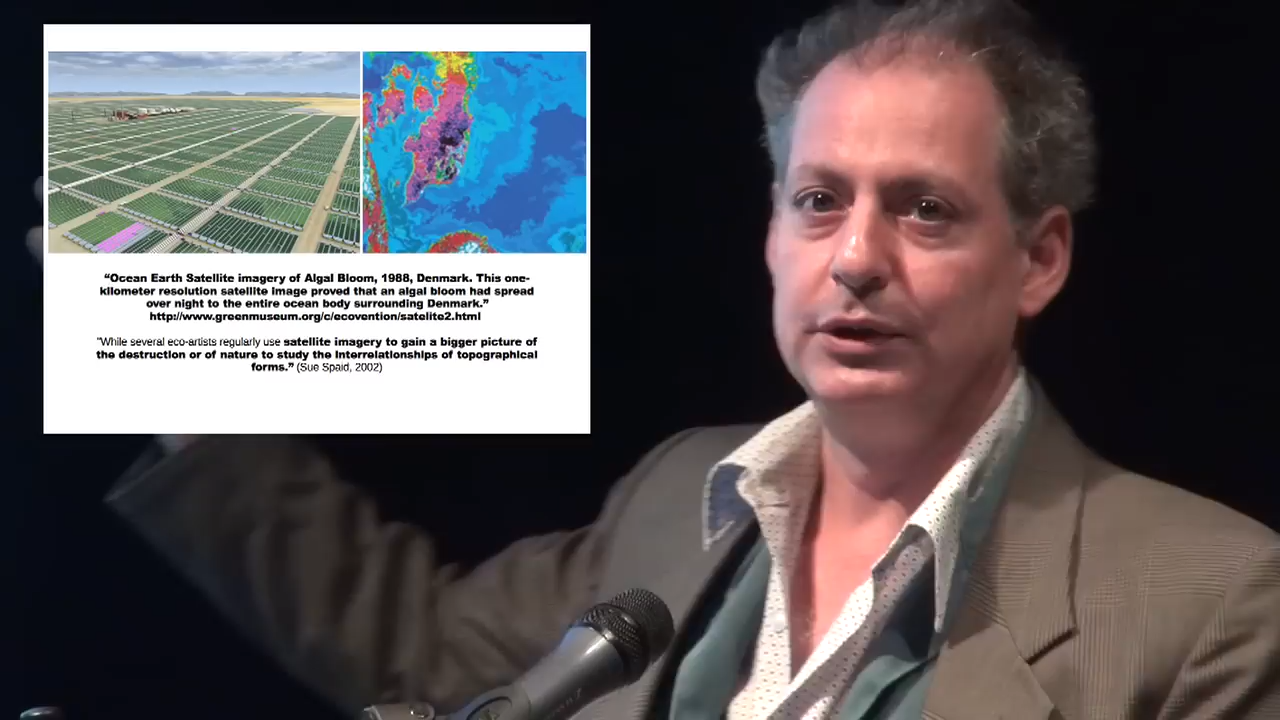 “Ocean Earth Satellite imagery of Algal Bloom, 1988, Denmark. This one-
kilometer resolution satellite image proved that an algal bloom had spread
over night to the entire ocean body surrounding Denmark.”
http://www.greenmuseum.org/c/ecovention/satelite2.html
“While several eco-artists regularly use satellite imagery to gain a bigger picture of
the destruction or of nature to study the interrelationships of topographical
forms.” (Sue Spaid, 2002)